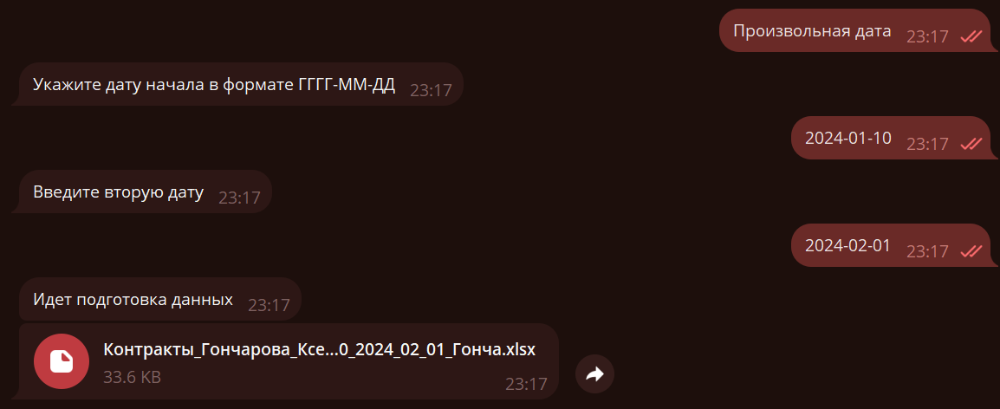 Произвольная дата 23:17
Укажите дату начала в формате ГГГГ-ММ-ДД 23:17
2024-01-10 23:17
Введите вторую дату 23:17
2024-02-01 23:17
Идет подготовка данных 23:17
Контракты_Гончарова_Ксе...0_2024_02_01_Гонча.xlsx
33.6 KB 23:17